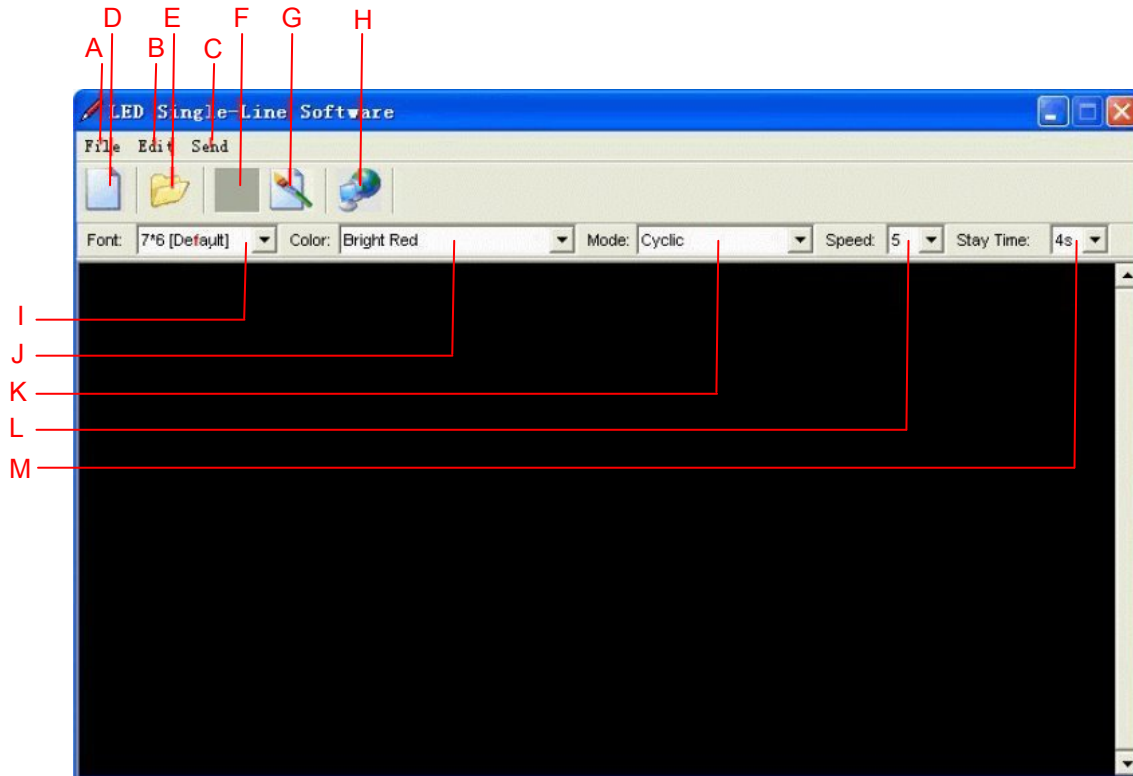 D E F G H
A B C
LED Single-Line Software
File Edit Send
Font: 7*6 [Default] Color: Bright Red Mode: Cyclic Speed: 5 Stay Time: 4s
I
J
K
L
M